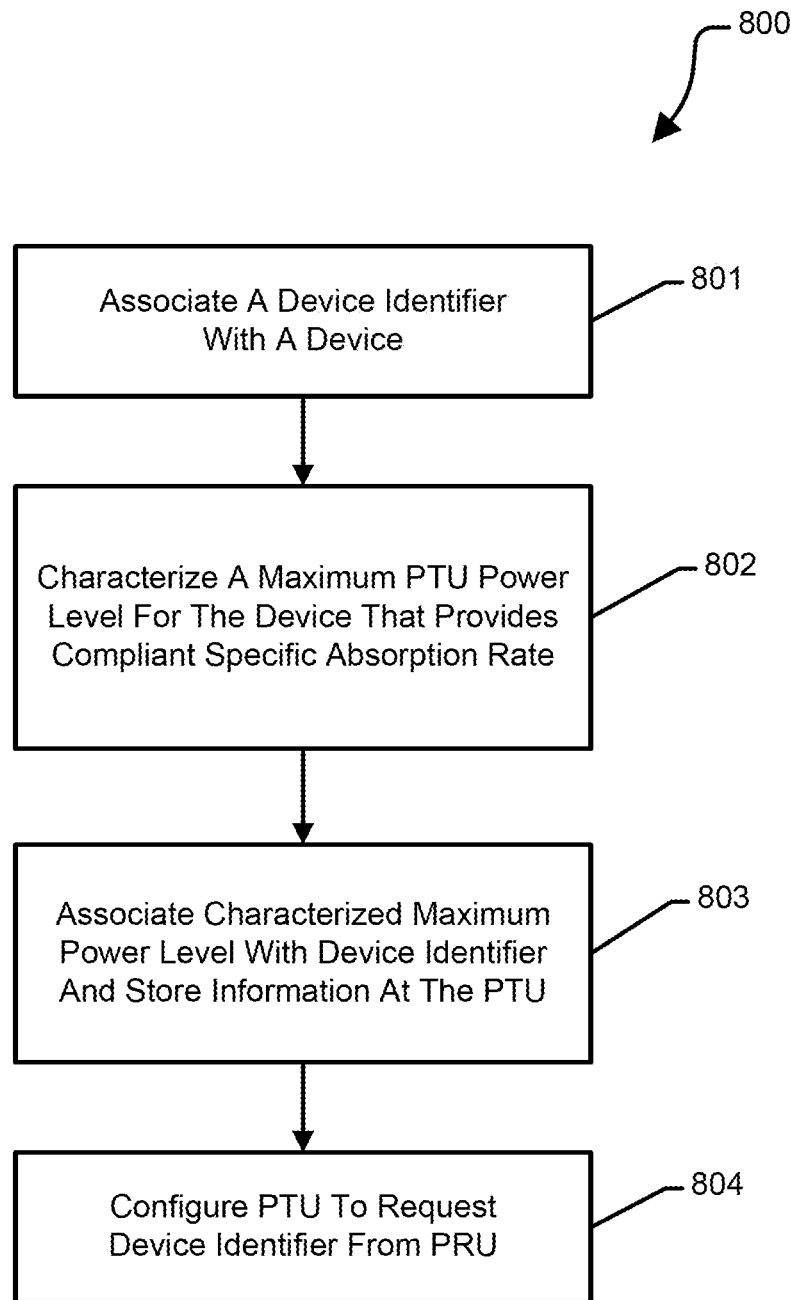 800
Associate A Device Identifier
With A Device
801
Characterize A Maximum PTU Power
Level For The Device That Provides
Compliant Specific Absorption Rate
802
Associate Characterized Maximum
Power Level With Device Identifier
And Store Information At The PTU
803
Configure PTU To Request
Device Identifier From PRU
804